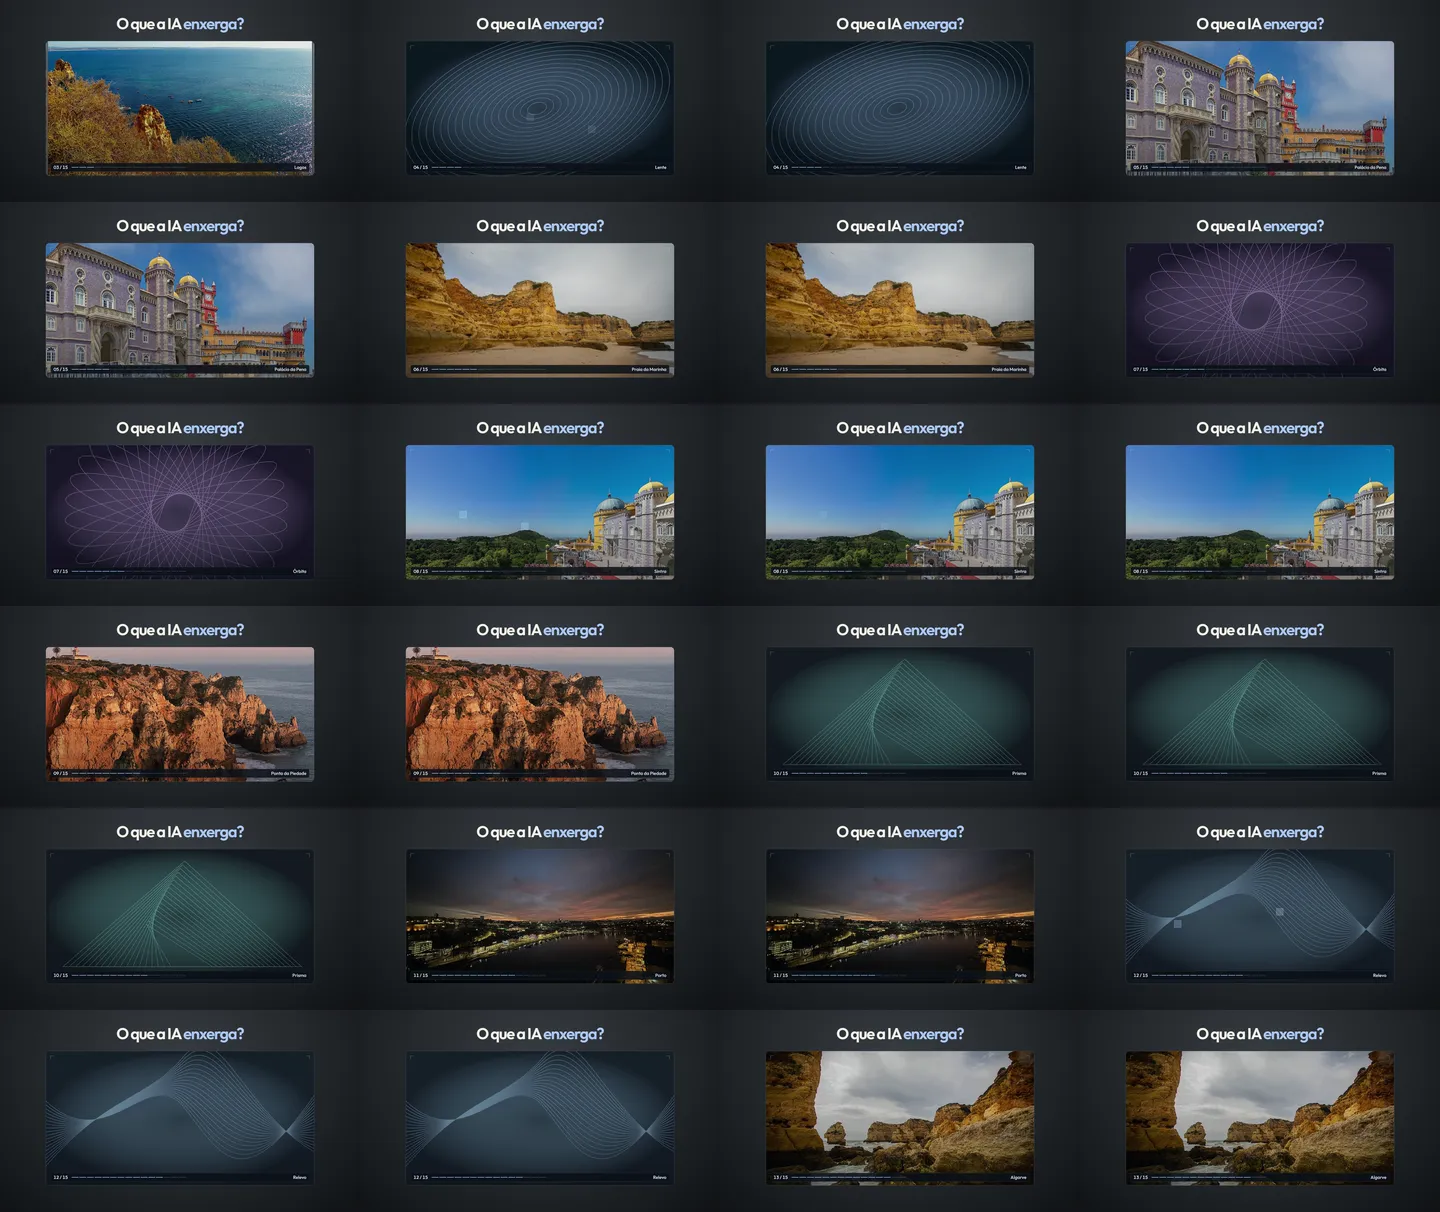 O que a IA enxerga?
O que a IA enxerga?
O que a IA enxerga?
O que a IA enxerga?
03 / 15 Lagos
04 / 15 Lente
04 / 15 Lente
05 / 15 Palácio da Pena
O que a IA enxerga?
O que a IA enxerga?
O que a IA enxerga?
O que a IA enxerga?
05 / 15 Palácio da Pena
06 / 15 Praia da Marinha
06 / 15 Praia da Marinha
07 / 15 Órbita
O que a IA enxerga?
O que a IA enxerga?
O que a IA enxerga?
O que a IA enxerga?
07 / 15 Órbita
08 / 15 Sintra
08 / 15 Sintra
08 / 15 Sintra
O que a IA enxerga?
O que a IA enxerga?
O que a IA enxerga?
O que a IA enxerga?
09 / 15 Ponta da Piedade
09 / 15 Ponta da Piedade
10 / 15 Prisma
10 / 15 Prisma
O que a IA enxerga?
O que a IA enxerga?
O que a IA enxerga?
O que a IA enxerga?
10 / 15 Prisma
11 / 15 Porto
11 / 15 Porto
12 / 15 Relevo
O que a IA enxerga?
O que a IA enxerga?
O que a IA enxerga?
O que a IA enxerga?
12 / 15 Relevo
12 / 15 Relevo
13 / 15 Algarve
13 / 15 Algarve